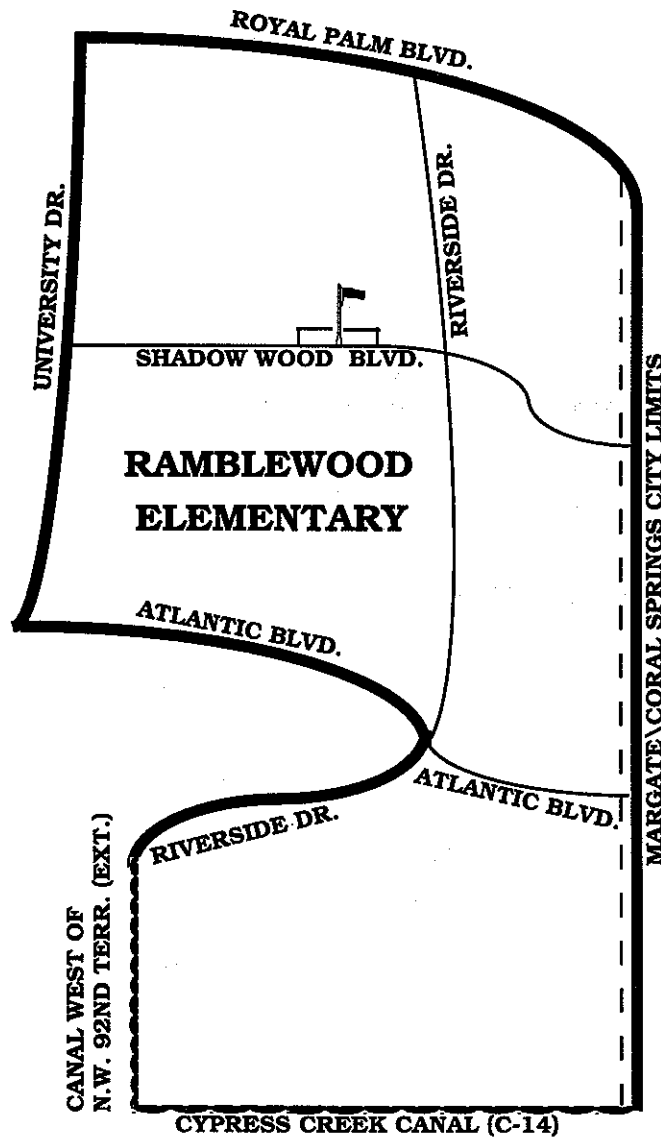 ROYAL PALM BLVD.
UNIVERSITY DR.
RIVERSIDE DR.
SHADOW WOOD BLVD.
RAMBLEWOOD
ELEMENTARY
MARGATE\CORAL SPRINGS CITY LIMITS
ATLANTIC BLVD.
ATLANTIC BLVD.
RIVERSIDE DR.
CANAL WEST OF
N.W. 92ND TERR. (EXT.)
CYPRESS CREEK CANAL (C-14)